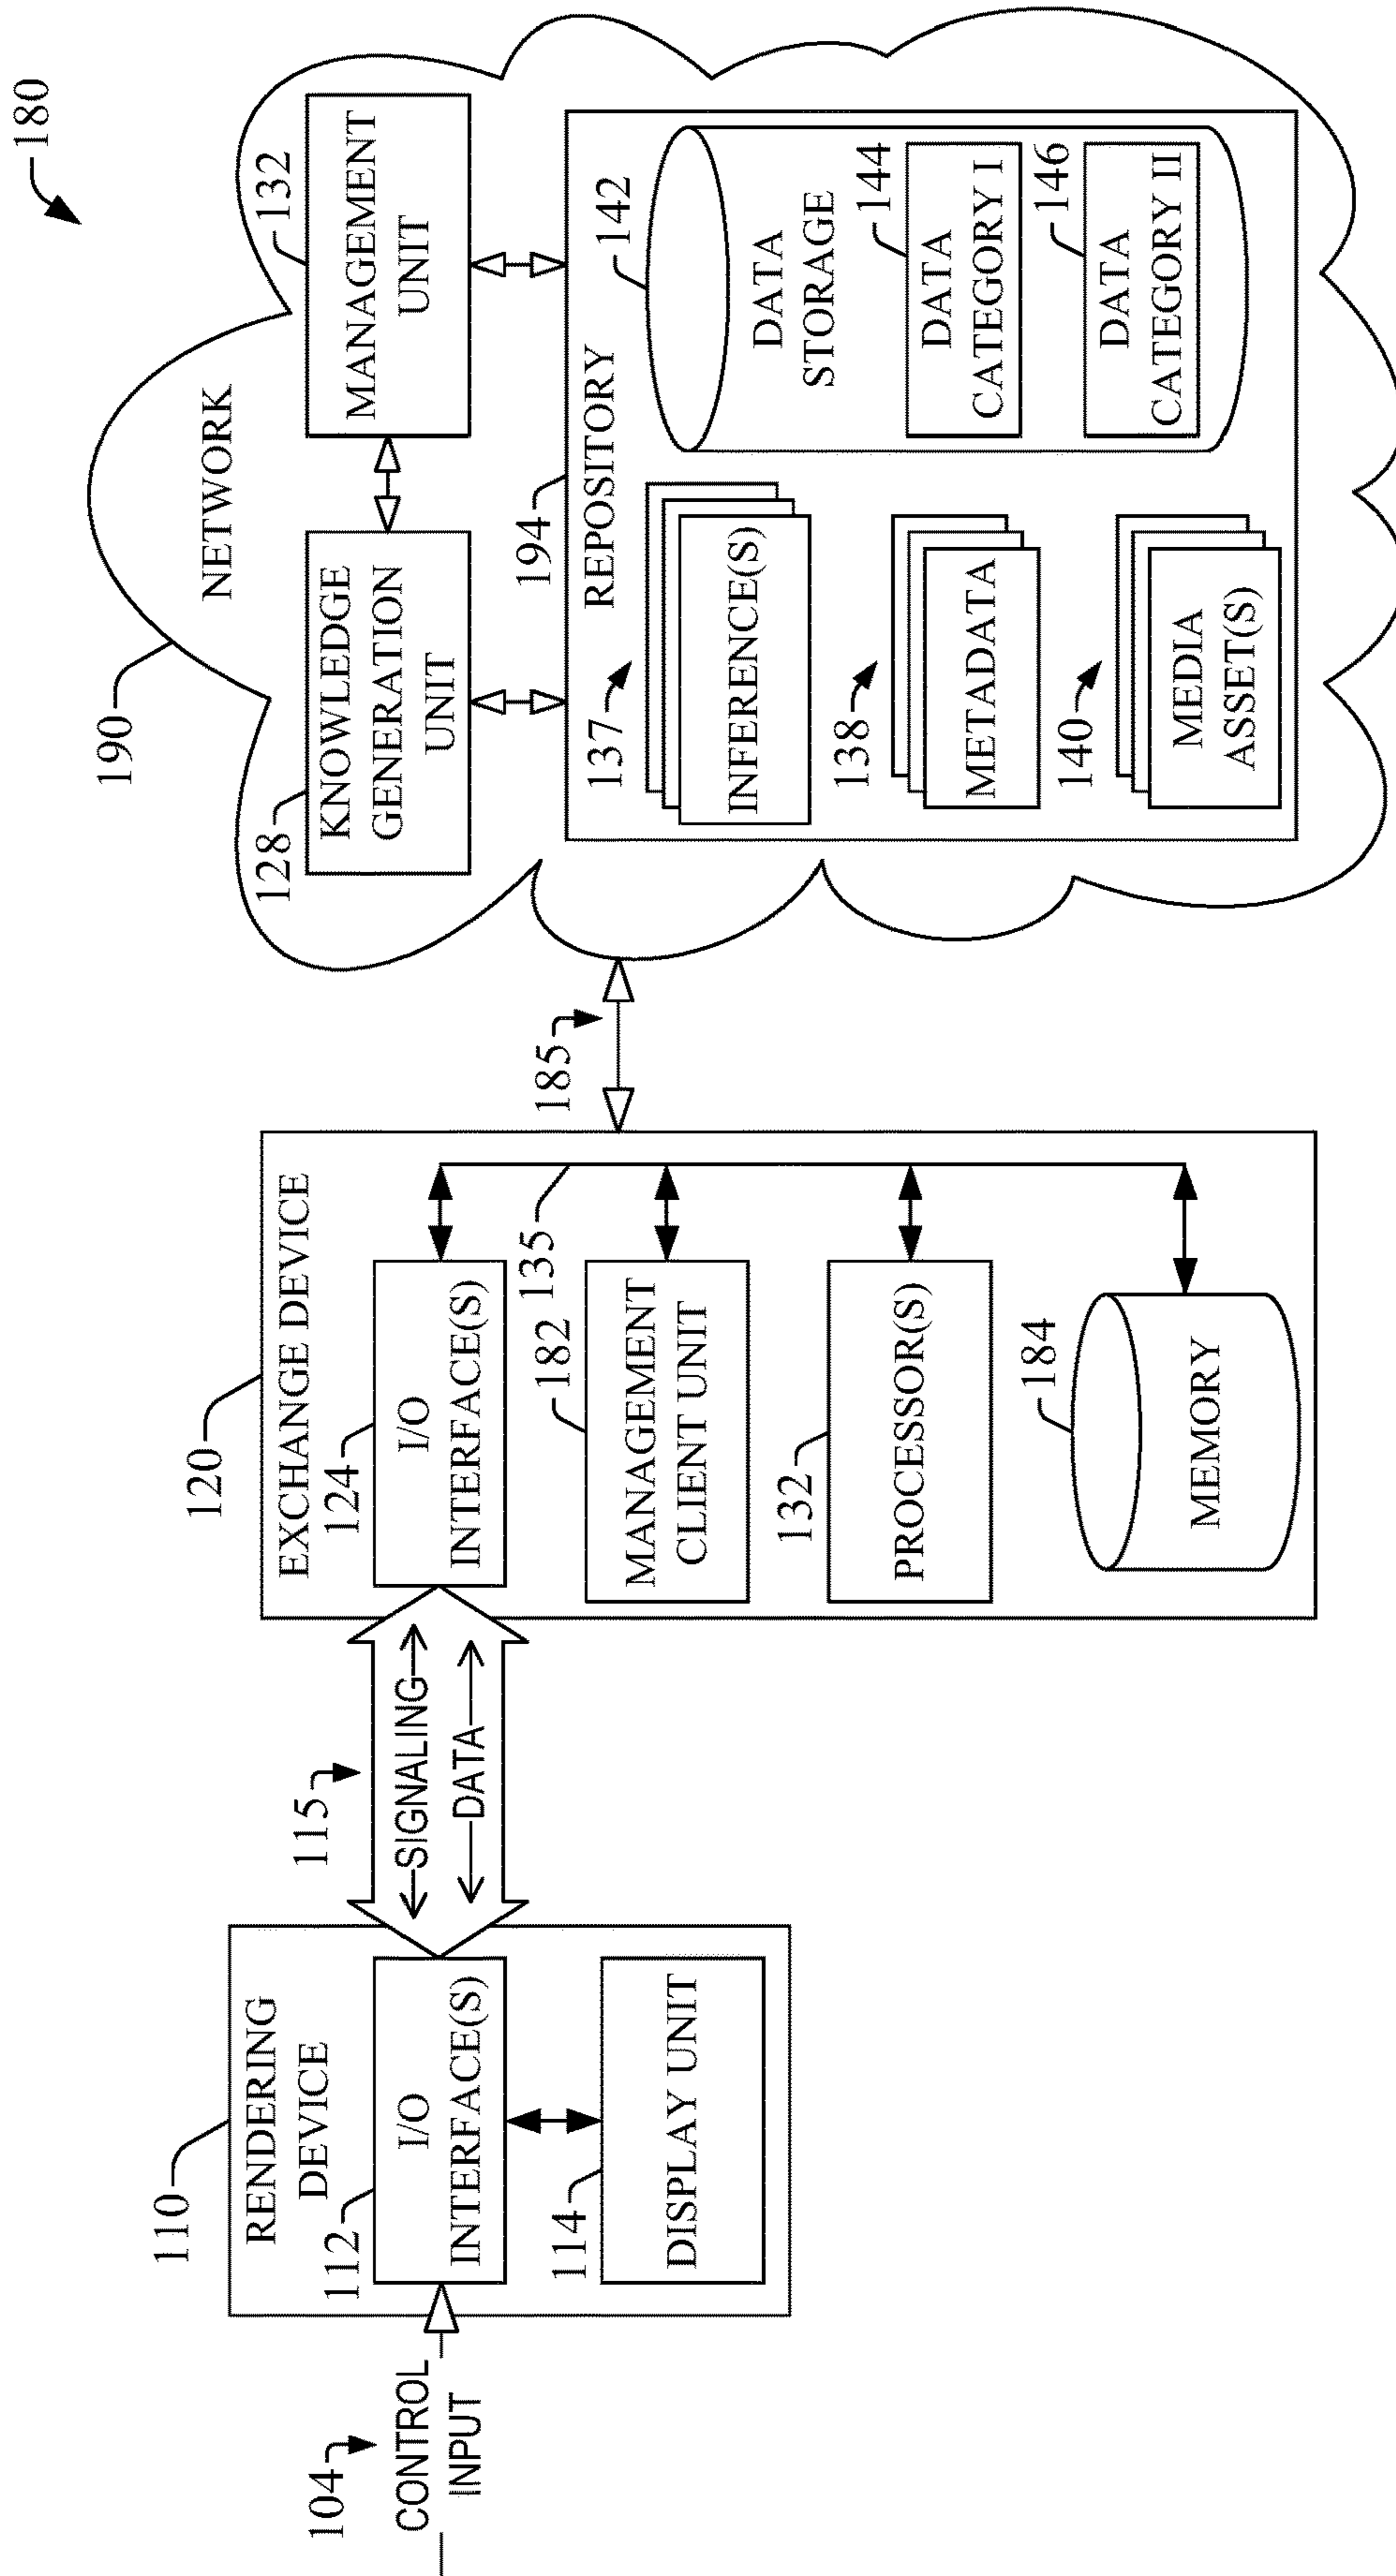 180
104
CONTROL
INPUT
110
RENDERING
DEVICE
112
I/O
INTERFACE(S)
114
DISPLAY UNIT
115
SIGNALING
DATA
120
EXCHANGE DEVICE
124
I/O
INTERFACE(S)
135
182
MANAGEMENT
CLIENT UNIT
132
PROCESSOR(S)
184
MEMORY
185
190
NETWORK
128
KNOWLEDGE
GENERATION
UNIT
132
MANAGEMENT
UNIT
194
REPOSITORY
137
INFERENCE(S)
138
METADATA
140
MEDIA
ASSET(S)
142
DATA
STORAGE
144
DATA
CATEGORY I
146
DATA
CATEGORY II